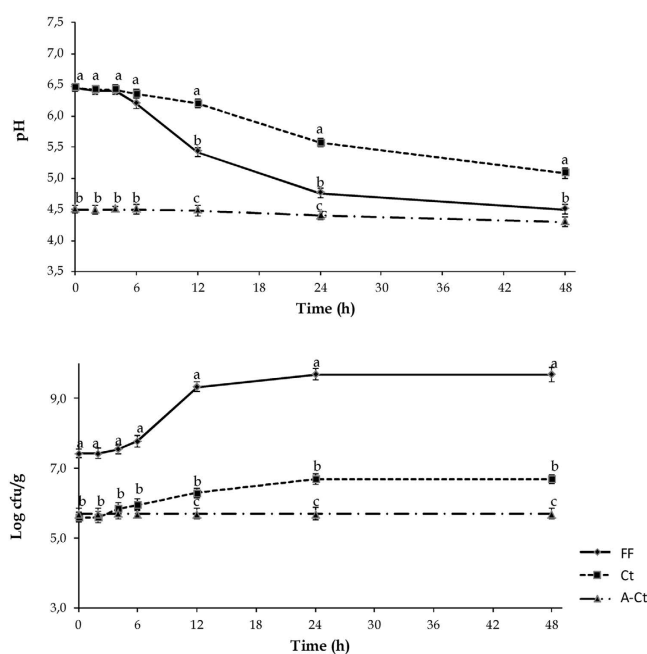 7,5
7,0
a a a a
6,5
a
6,0
a
pH
5,5
b
a
5,0
b
b b b b c
b
4,5
c
4,0
3,5
0 6 12 18 24 30 36 42 48
Time (h)
a a a
9,0
a a a a
7,0
b b b b b b b
c c c
Log cfu/g
5,0
3,0
0 6 12 18 24 30 36 42 48
Time (h)
FF
Ct
A-Ct